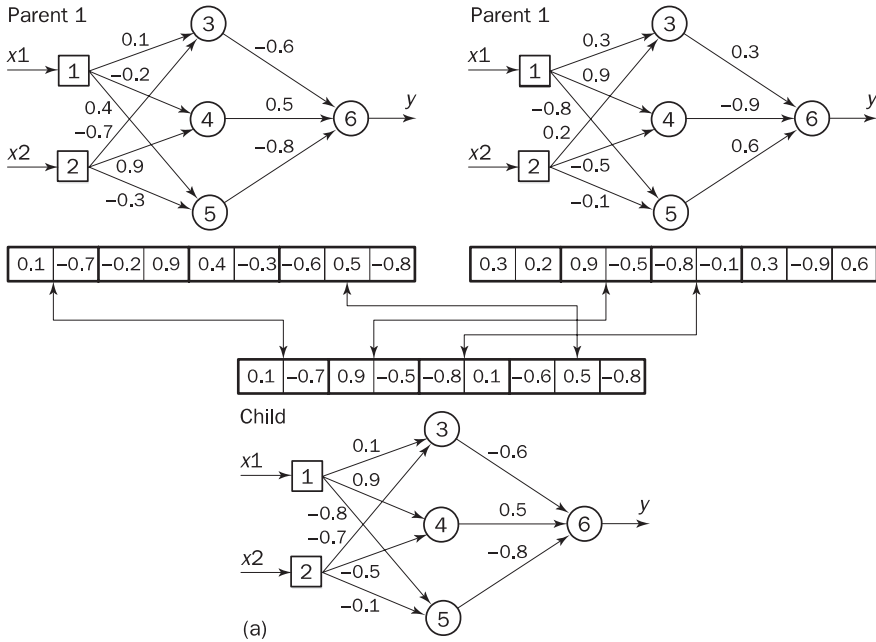 Parent 1
x1 1 0.1 3 −0.6
−0.2
0.4 4 0.5 6 y
−0.7
x2 2 0.9 −0.8
−0.3 5
Parent 1
x1 1 0.3 3 0.3
0.9
−0.8 4 −0.9 6 y
0.2
x2 2 −0.5 0.6
−0.1 5
0.1 −0.7 −0.2 0.9 0.4 −0.3 −0.6 0.5 −0.8
0.3 0.2 0.9 −0.5 −0.8 −0.1 0.3 −0.9 0.6
0.1 −0.7 0.9 −0.5 −0.8 0.1 −0.6 0.5 −0.8
Child
x1 1 0.1 3 −0.6
0.9
−0.8 4 0.5 6 y
−0.7
x2 2 −0.5 −0.8
−0.1 5
(a)